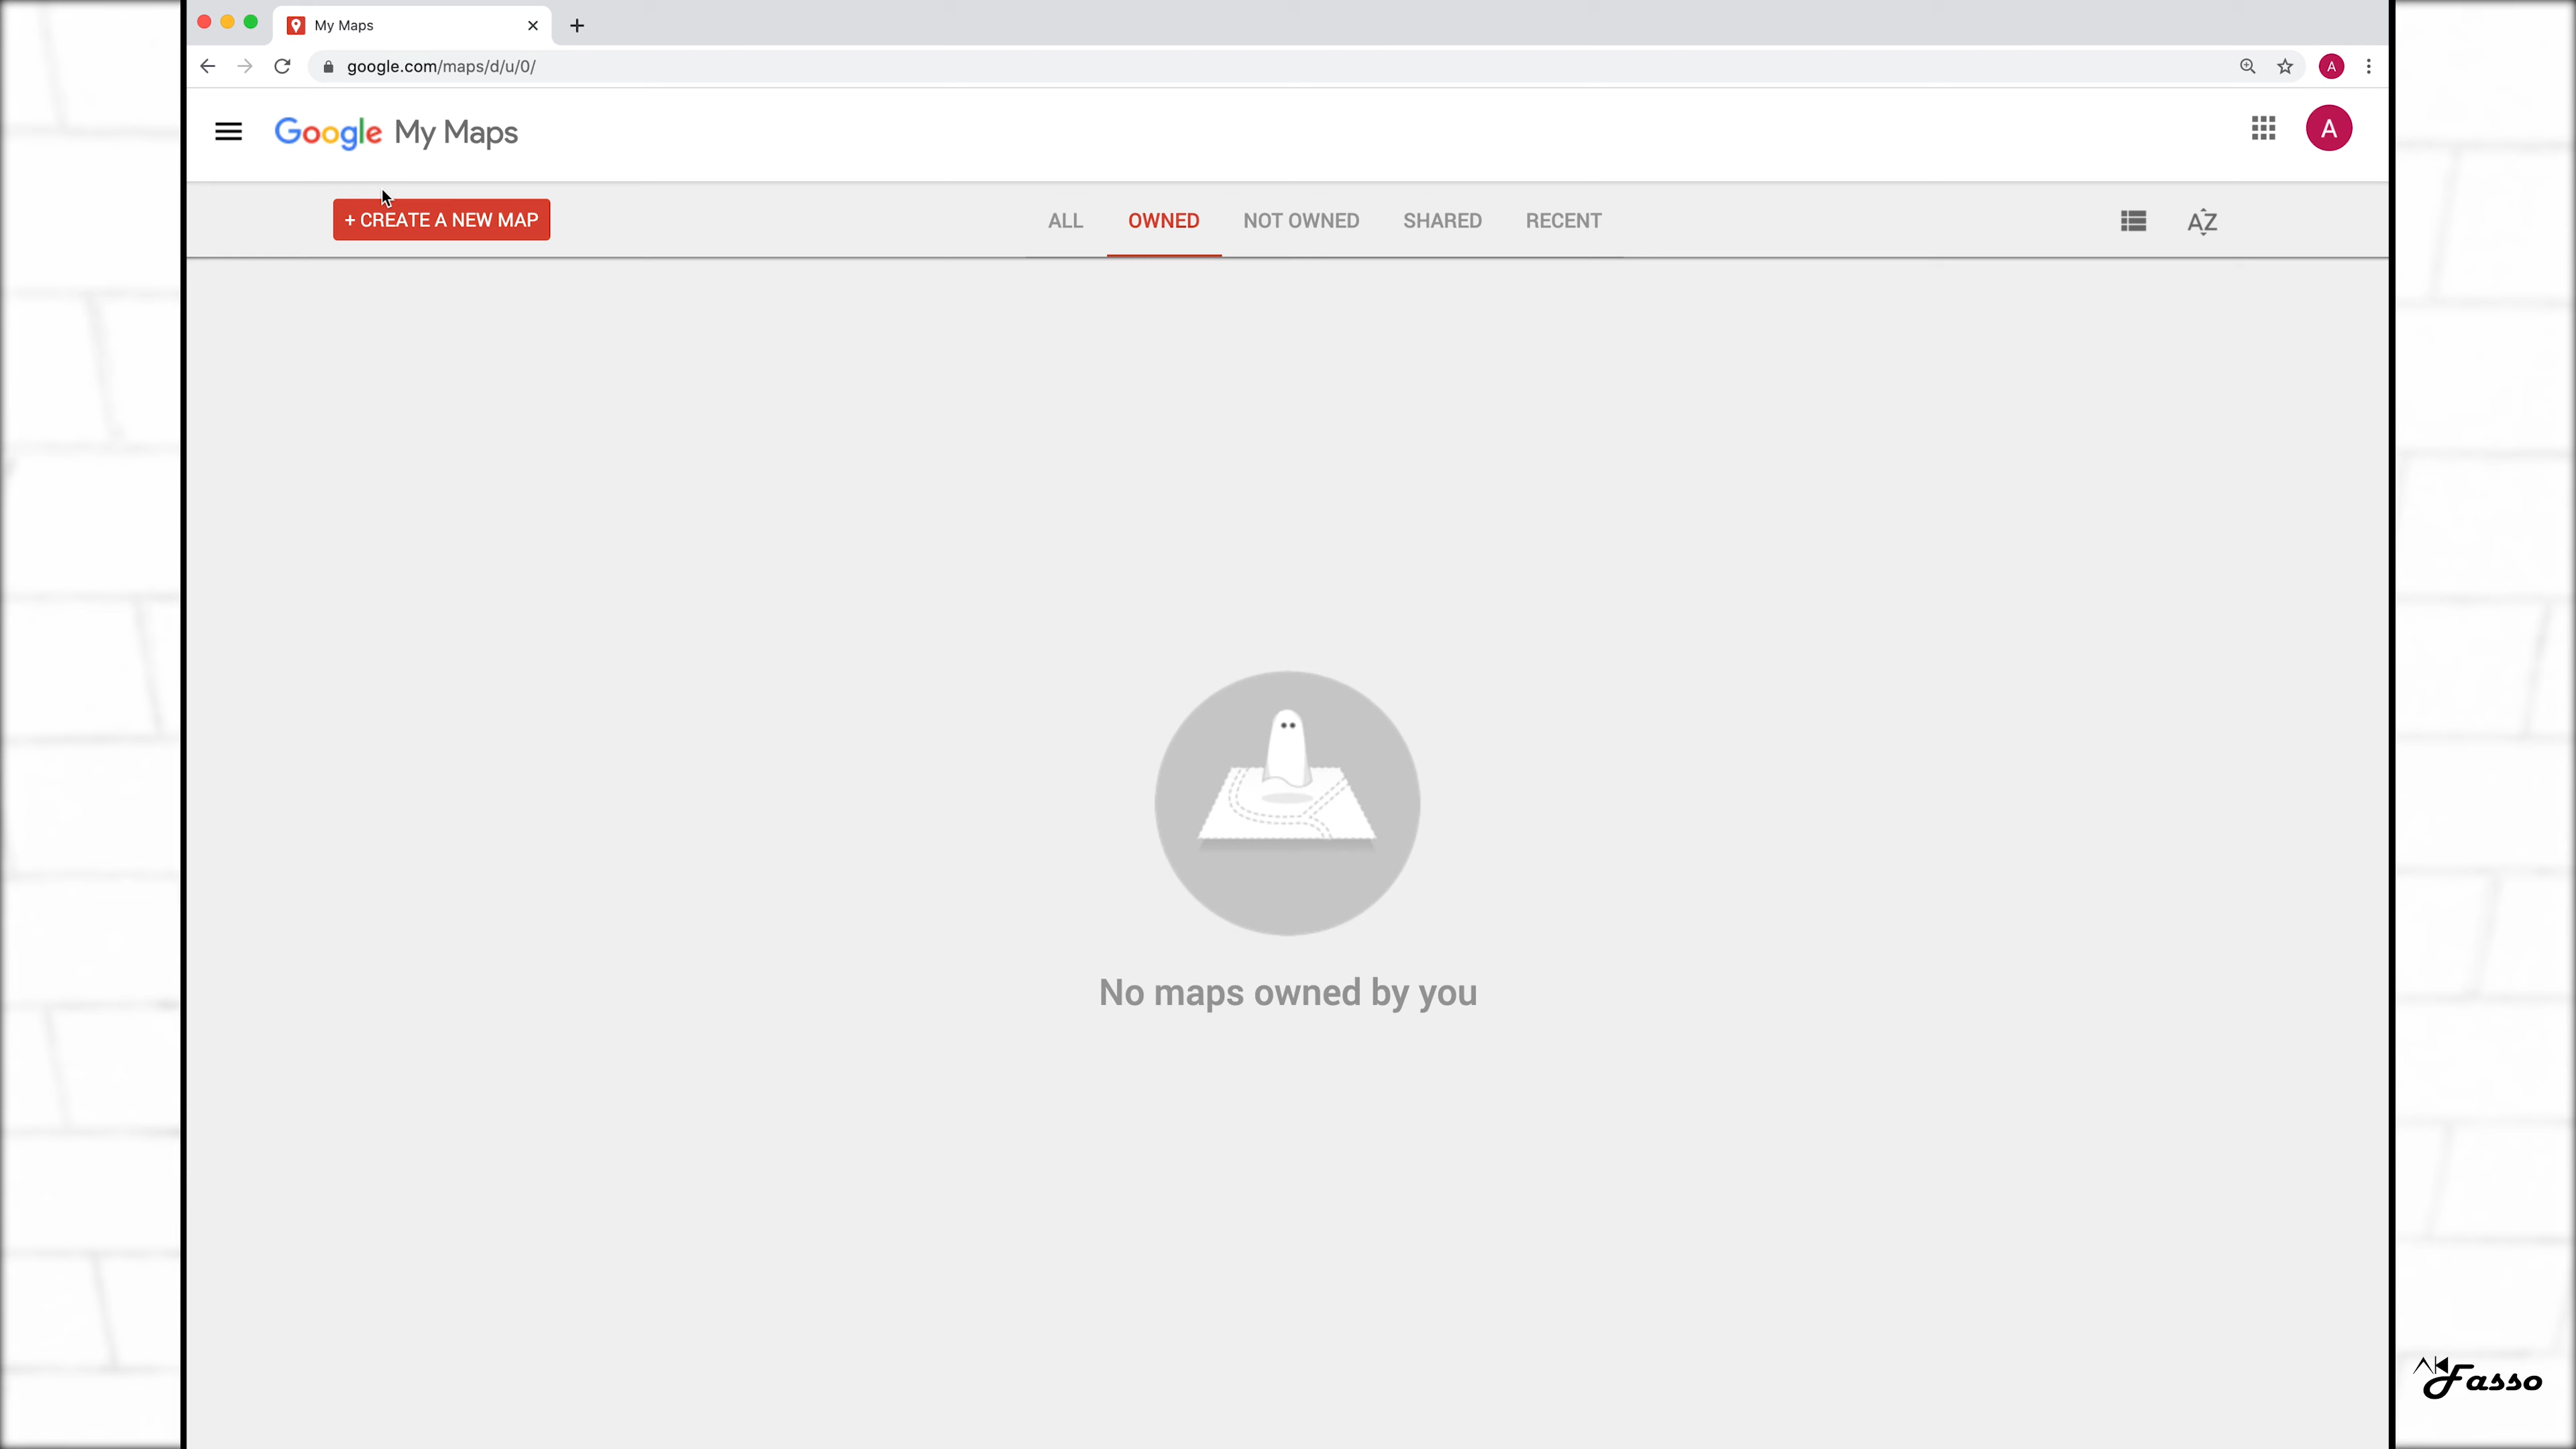 My Maps
google.com/maps/d/u/0/
A
Google My Maps
A
+ CREATE A NEW MAP
ALL OWNED NOT OWNED SHARED RECENT
AZ
No maps owned by you
Fasso